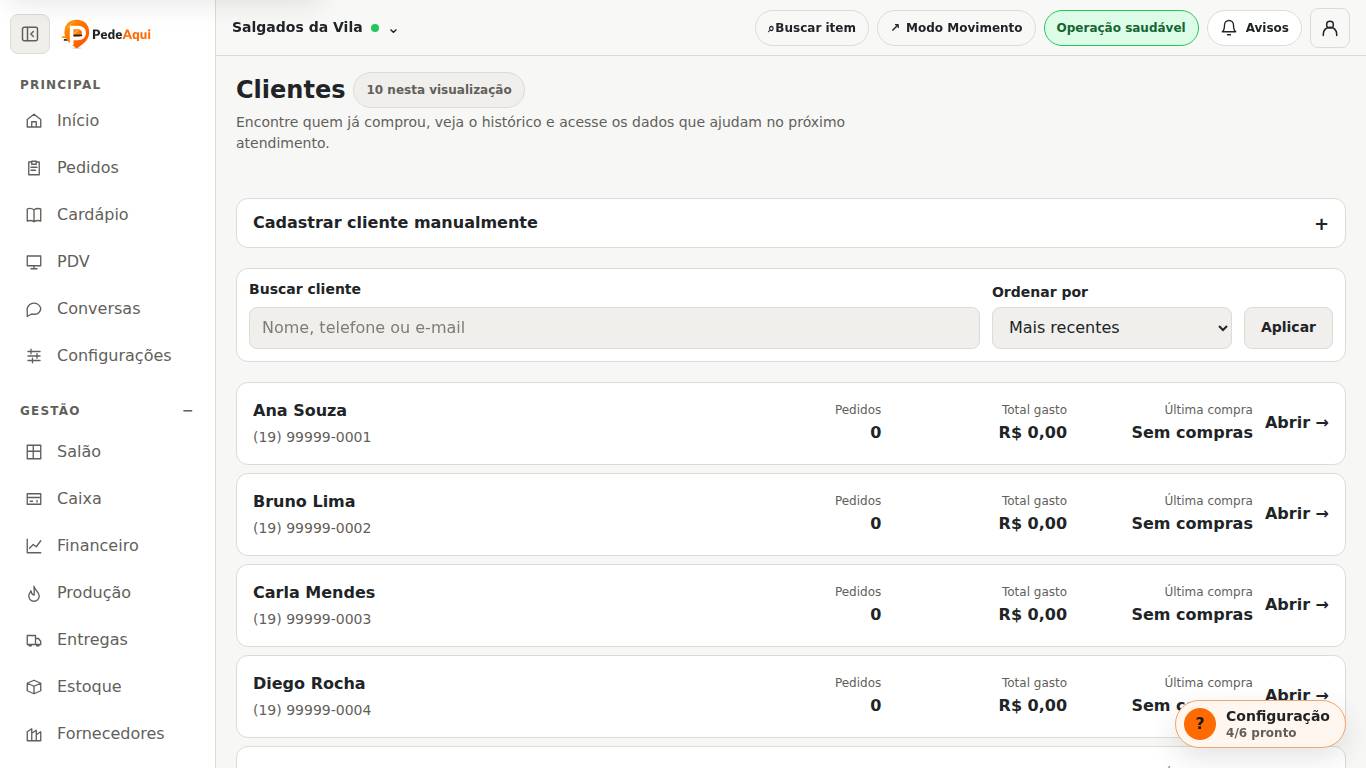 PedeAqui
PRINCIPAL
Início
Pedidos
Cardápio
PDV
Conversas
Configurações
GESTÃO −
Salão
Caixa
Financeiro
Produção
Entregas
Estoque
Fornecedores
Salgados da Vila
Buscar item
↗ Modo Movimento
Operação saudável
Avisos
Clientes
10 nesta visualização
Encontre quem já comprou, veja o histórico e acesse os dados que ajudam no próximo
atendimento.
Cadastrar cliente manualmente +
Buscar cliente
Nome, telefone ou e-mail
Ordenar por
Mais recentes
Aplicar
Ana Souza
(19) 99999-0001
Pedidos
0
Total gasto
R$ 0,00
Última compra
Sem compras
Abrir →
Bruno Lima
(19) 99999-0002
Pedidos
0
Total gasto
R$ 0,00
Última compra
Sem compras
Abrir →
Carla Mendes
(19) 99999-0003
Pedidos
0
Total gasto
R$ 0,00
Última compra
Sem compras
Abrir →
Diego Rocha
(19) 99999-0004
Pedidos
0
Total gasto
R$ 0,00
Última compra
Sem
Abrir →
?
Configuração
4/6 pronto